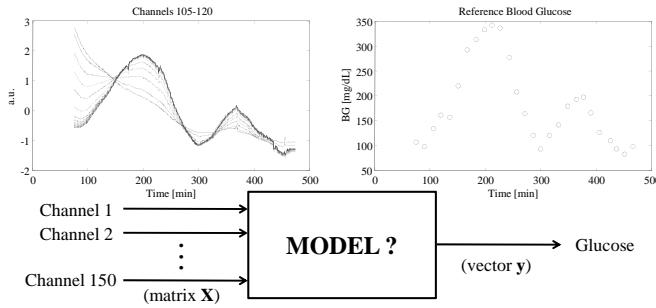 Channels 105-120
3
2
1
0
-1
-2
a.u.
0
100
200
300
400
500
Time [min]
Reference Blood Glucose
350
300
250
200
150
100
50
BG [mg/dL]
0
100
200
300
400
500
Time [min]
Channel 1
Channel 2
Channel 150
(matrix X)
MODEL ?
(vector y)
Glucose